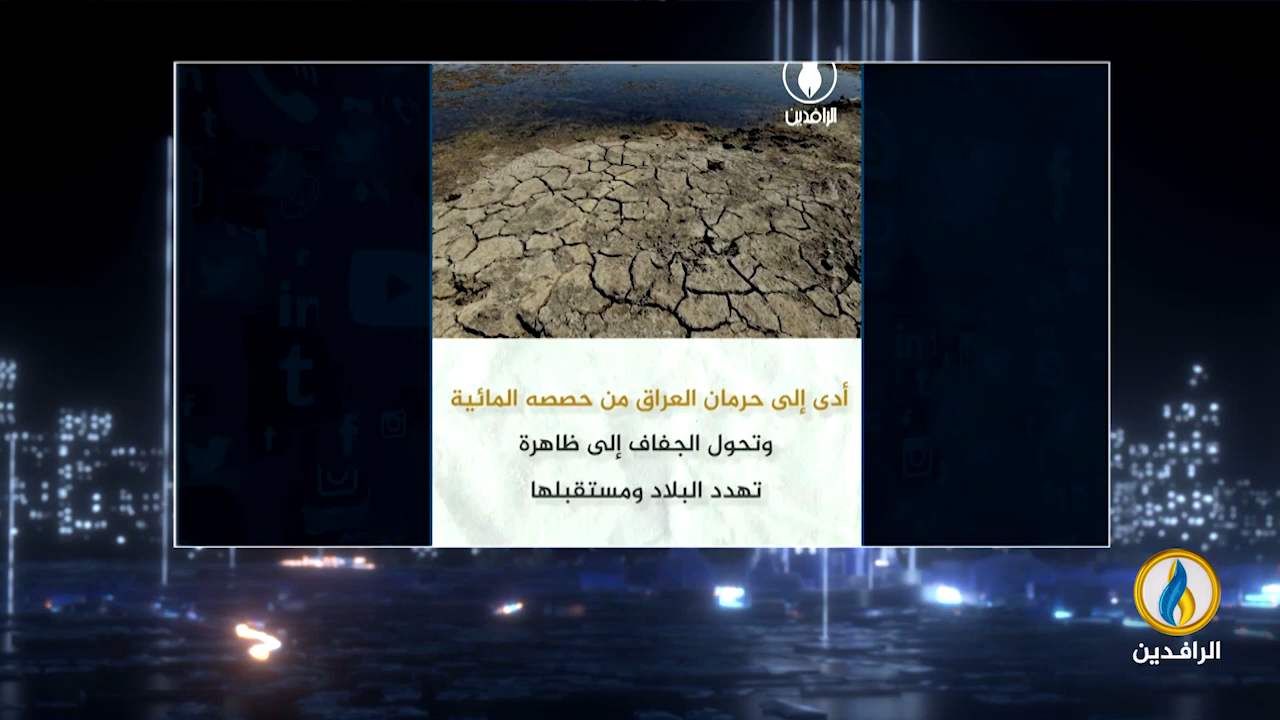 الرافدين
أدى إلى حرمان العراق من حصصه المائية
وتحول الجفاف إلى ظاهرة
تهدد البلاد ومستقبلها
الرافدين